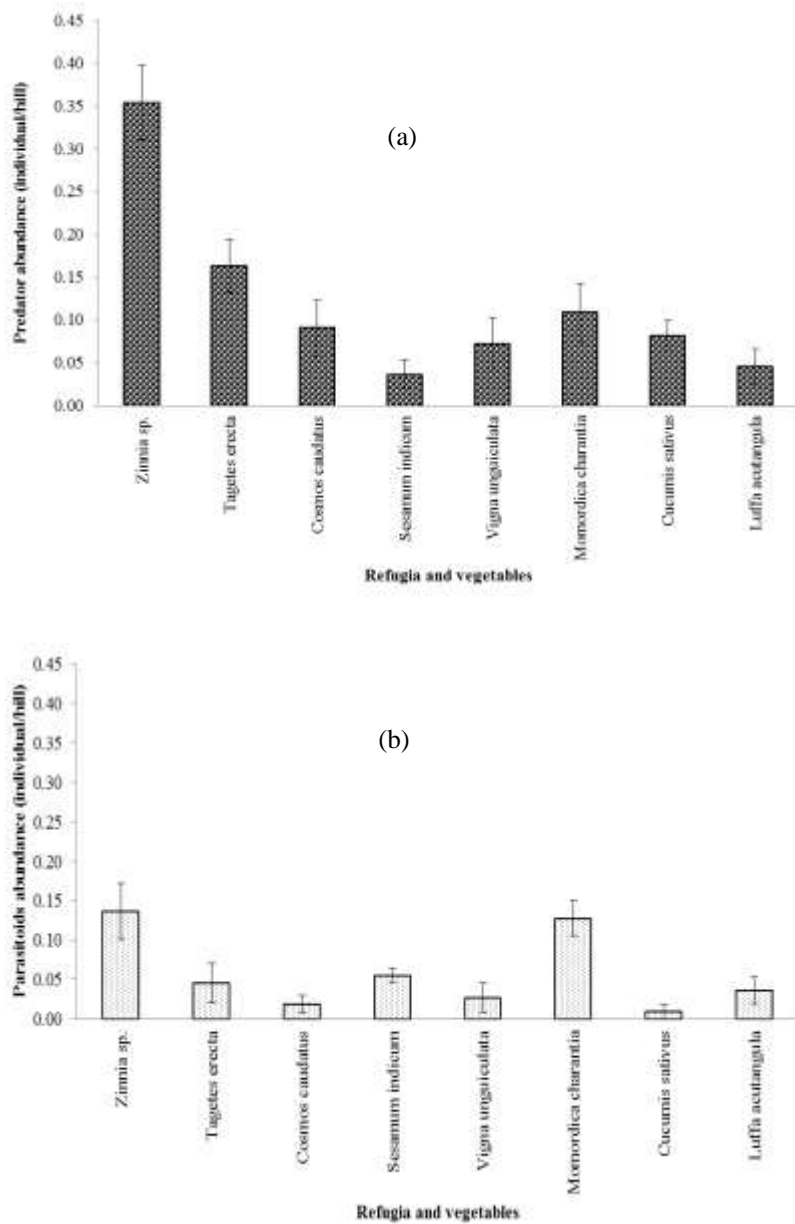 0.45
0.40
0.35
0.30
0.25
0.20
0.15
0.10
0.05
0.00
Predator abundance (individual/hill)
(a)
Zinnia sp.
Tagetes erecta
Cosmos caudatus
Sesamum indicum
Vigna unguiculata
Momordica charantia
Cucumis sativus
Luffa acutangula
Refugia and vegetables
0.45
0.40
0.35
0.30
0.25
0.20
0.15
0.10
0.05
0.00
Parasitoids abundance (individual/hill)
(b)
Zinnia sp.
Tagetes erecta
Cosmos caudatus
Sesamum indicum
Vigna unguiculata
Momordica charantia
Cucumis sativus
Luffa acutangula
Refugia and vegetables